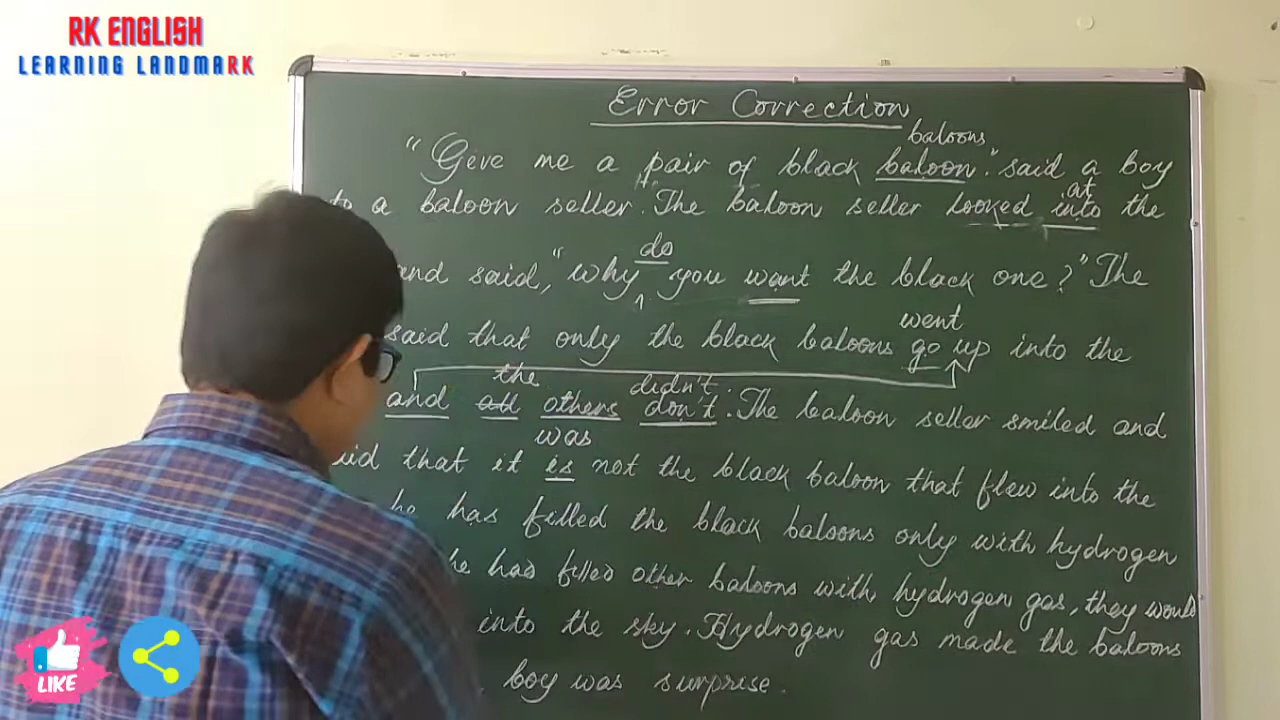 RK ENGLISH
LEARNING LANDMARK
Error Correction
baloons
"Give me a pair of black baloon." said a boy
at
to a baloon seller. The baloon seller looked into the
do
and said, "why you want the black one?" The
went
said that only the black baloons go up into the
the didn't.
and all others don't. The baloon seller smiled and
was
that it is not the black baloon that flew into the
he has filled the black baloons only with hydrogen
he has filled other baloons with hydrogen gas, they would
into the sky. Hydrogen gas made the baloons
boy was surprise.
LIKE